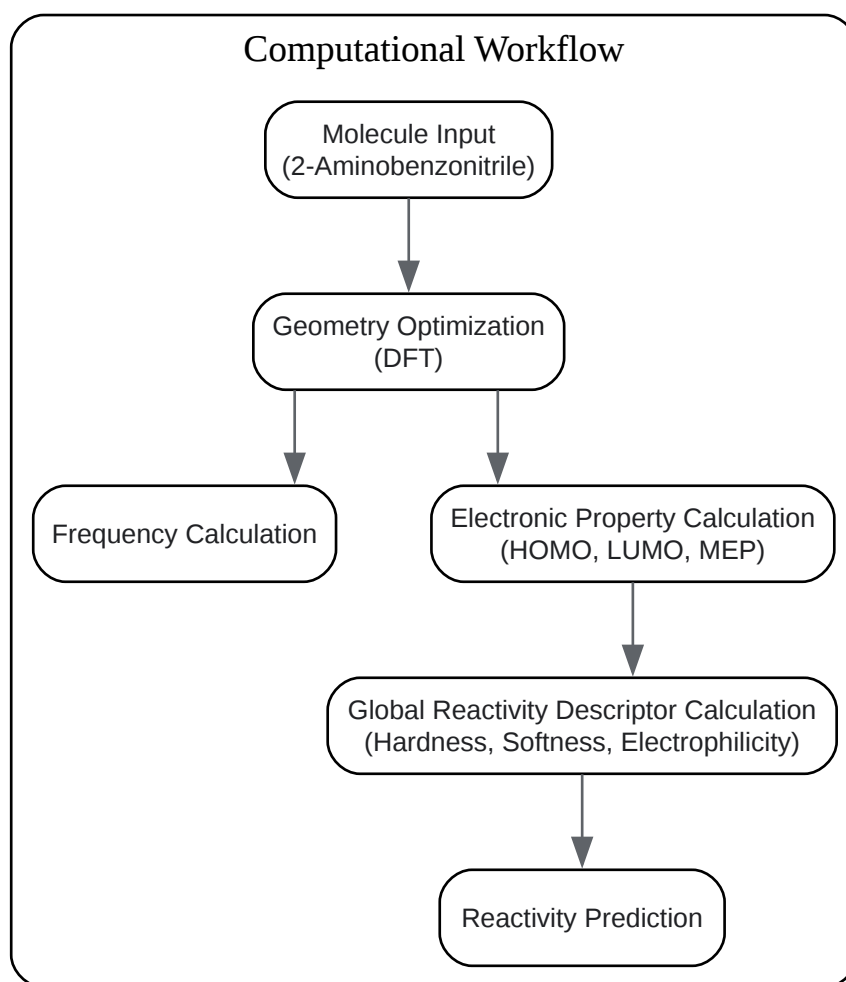 Computational Workflow
Molecule Input
(2-Aminobenzonitrile)
Geometry Optimization
(DFT)
Frequency Calculation
Electronic Property Calculation
(HOMO, LUMO, MEP)
Global Reactivity Descriptor Calculation
(Hardness, Softness, Electrophilicity)
Reactivity Prediction